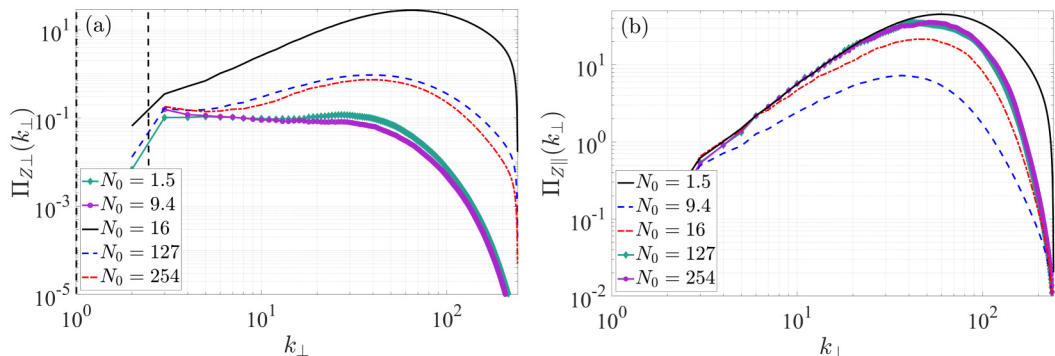 (a)
10^1
10^0
10^-1
10^-3
10^-5
Π_{Z⊥}(k_⊥)
N_0 = 1.5
N_0 = 9.4
N_0 = 16
N_0 = 127
N_0 = 254
10^0 10^1 10^2
k_⊥
(b)
10^1
10^0
10^-1
10^-2
Π_{Z||}(k_⊥)
N_0 = 1.5
N_0 = 9.4
N_0 = 16
N_0 = 127
N_0 = 254
10^0 10^1 10^2
k_⊥